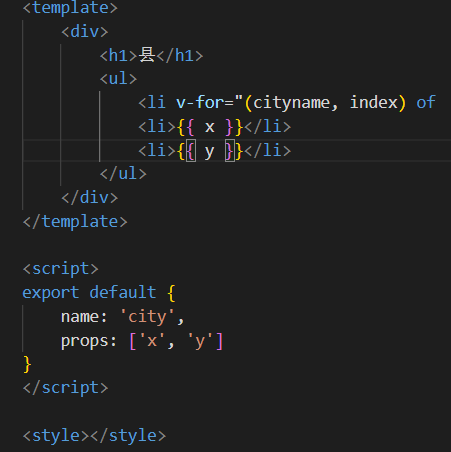 <template>
    <div>
        <h1>县</h1>
        <ul>
            <li v-for="(cityname, index) of
            <li>{{ x }}</li>
            <li>{{ y }}</li>
        </ul>
    </div>
</template>

<script>
export default {
    name: 'city',
    props: ['x', 'y']
}
</script>

<style></style>